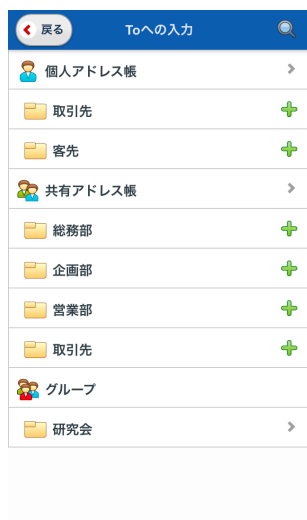 戻る
Toへの入力
個人アドレス帳
取引先
客先
共有アドレス帳
総務部
企画部
営業部
取引先
グループ
研究会